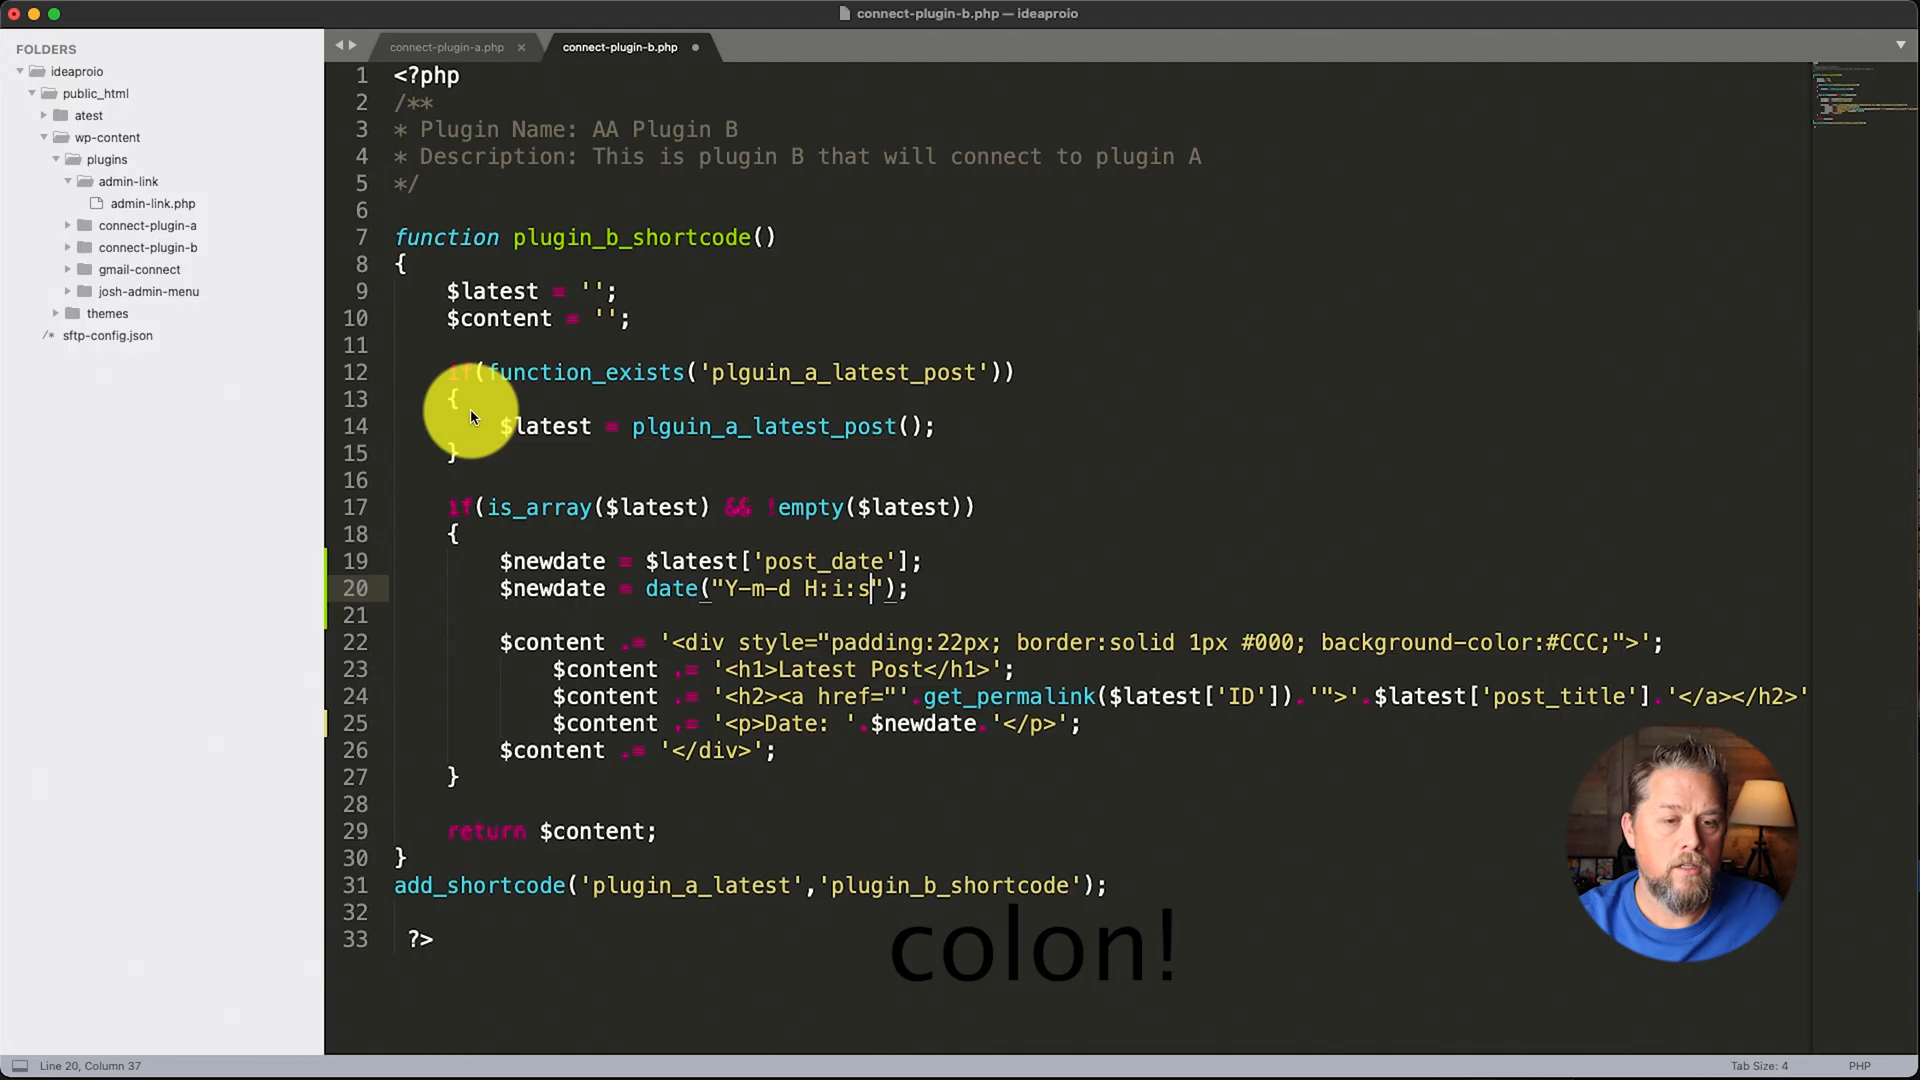 connect-plugin-b.php — ideaproio
FOLDERS
ideaproio
public_html
atest
wp-content
plugins
admin-link
admin-link.php
connect-plugin-a
connect-plugin-b
gmail-connect
josh-admin-menu
themes
/* sftp-config.json
connect-plugin-a.php ×
connect-plugin-b.php
1 <?php
2 /**
3 * Plugin Name: AA Plugin B
4 * Description: This is plugin B that will connect to plugin A
5 */
6
7 function plugin_b_shortcode()
8 {
9 $latest = '';
10 $content = '';
11
12 if(function_exists('plguin_a_latest_post'))
13 {
14 $latest = plguin_a_latest_post();
15 }
16
17 if(is_array($latest) && !empty($latest))
18 {
19 $newdate = $latest['post_date'];
20 $newdate = date("Y-m-d H:i:s");
21
22 $content .= '<div style="padding:22px; border:solid 1px #000; background-color:#CCC;">';
23 $content .= '<h1>Latest Post</h1>';
24 $content .= '<h2><a href="'.get_permalink($latest['ID']).'">'.$latest['post_title'].'</a></h2>'
25 $content .= '<p>Date: '.$newdate.'</p>';
26 $content .= '</div>';
27 }
28
29 return $content;
30 }
31 add_shortcode('plugin_a_latest','plugin_b_shortcode');
32
33 ?>
colon!
Line 20, Column 37
Tab Size: 4
PHP